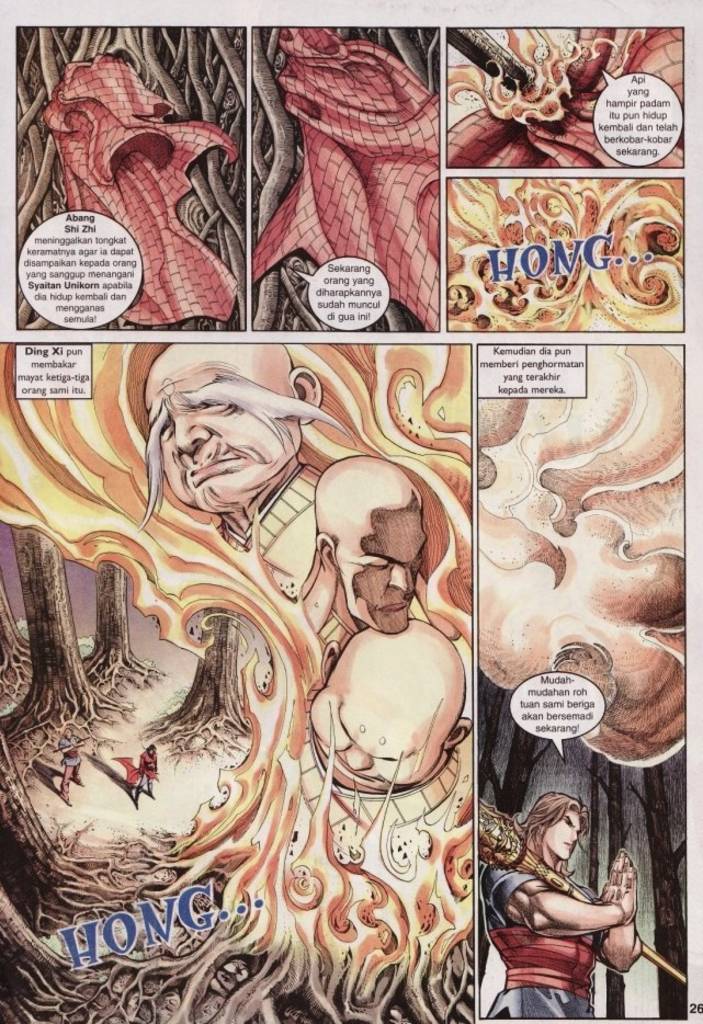 Abang
Shi Zhi
meninggalkan tongkat
keramatnya agar ia dapat
disampaikan kepada orang
yang sanggup menangani
Syaitan Unikorn apabila
dia hidup kembali dan
mengganas
semula!
Sekarang
orang yang
diharapkannya
sudah muncul
di gua ini!
Api
yang
hampir padam
itu pun hidup
kembali dan telah
berkobar-kobar
sekarang.
HONG...
Ding Xi pun
membakar
mayat ketiga-tiga
orang sami itu.
HONG...
Kemudian dia pun
memberi penghormatan
yang terakhir
kepada mereka.
Mudah-
mudahan roh
tuan sami beriga
akan bersemadi
sekarang!
26